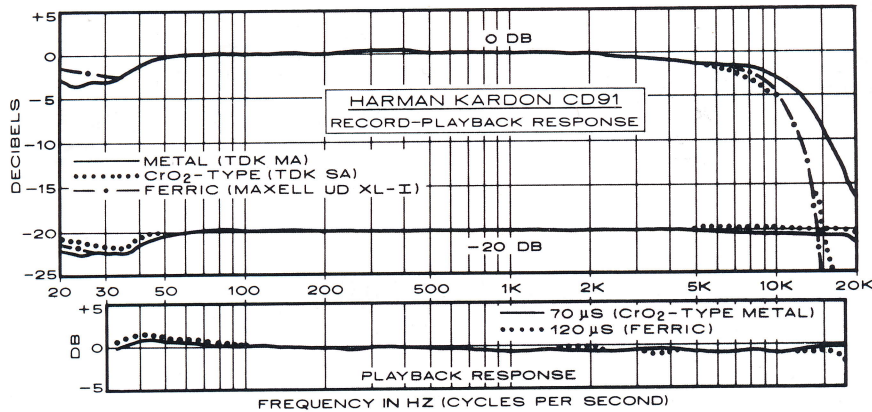 +5
0 DB
0
HARMAN KARDON CD91
RECORD-PLAYBACK RESPONSE
-5
DECIBELS
-10
METAL (TDK MA)
CrO2-TYPE (TDK SA)
FERRIC (MAXELL UD XL-I)
-15
-20
-20 DB
-25
20 30 50 100 200 500 1K 2K 5K 10K 20K
+5
70 µS (CrO2-TYPE METAL)
120 µS (FERRIC)
DB
0
PLAYBACK RESPONSE
-5
FREQUENCY IN HZ (CYCLES PER SECOND)